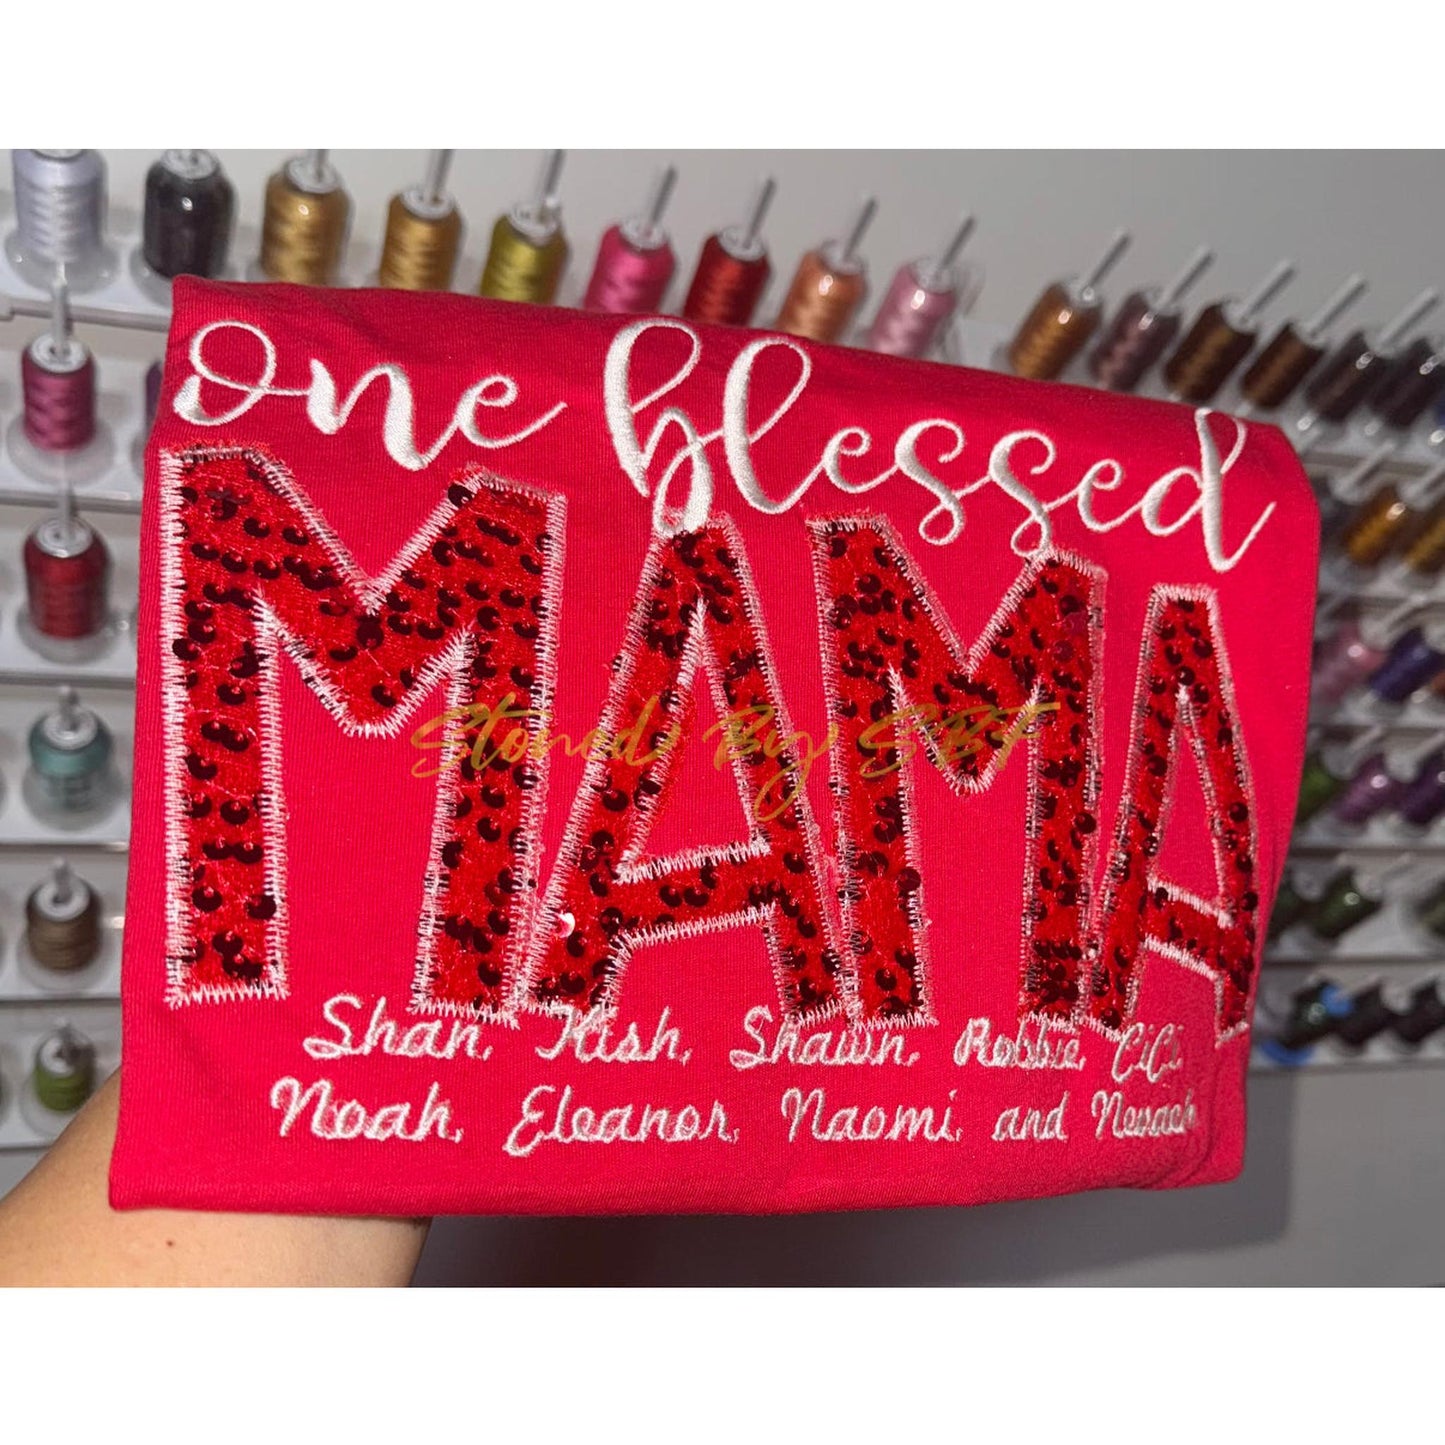 one blessed
MAMA
Stoned By SBF
Shan, Kish, Shawn, Robbie, CiCi,
Noah, Eleanor, Naomi, and Nevaeh